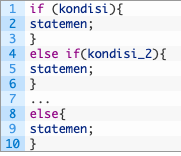 1 if (kondisi){
2 statemen;
3 }
4 else if(kondisi_2){
5 statemen;
6 }
7 ...
8 else{
9 statemen;
10 }